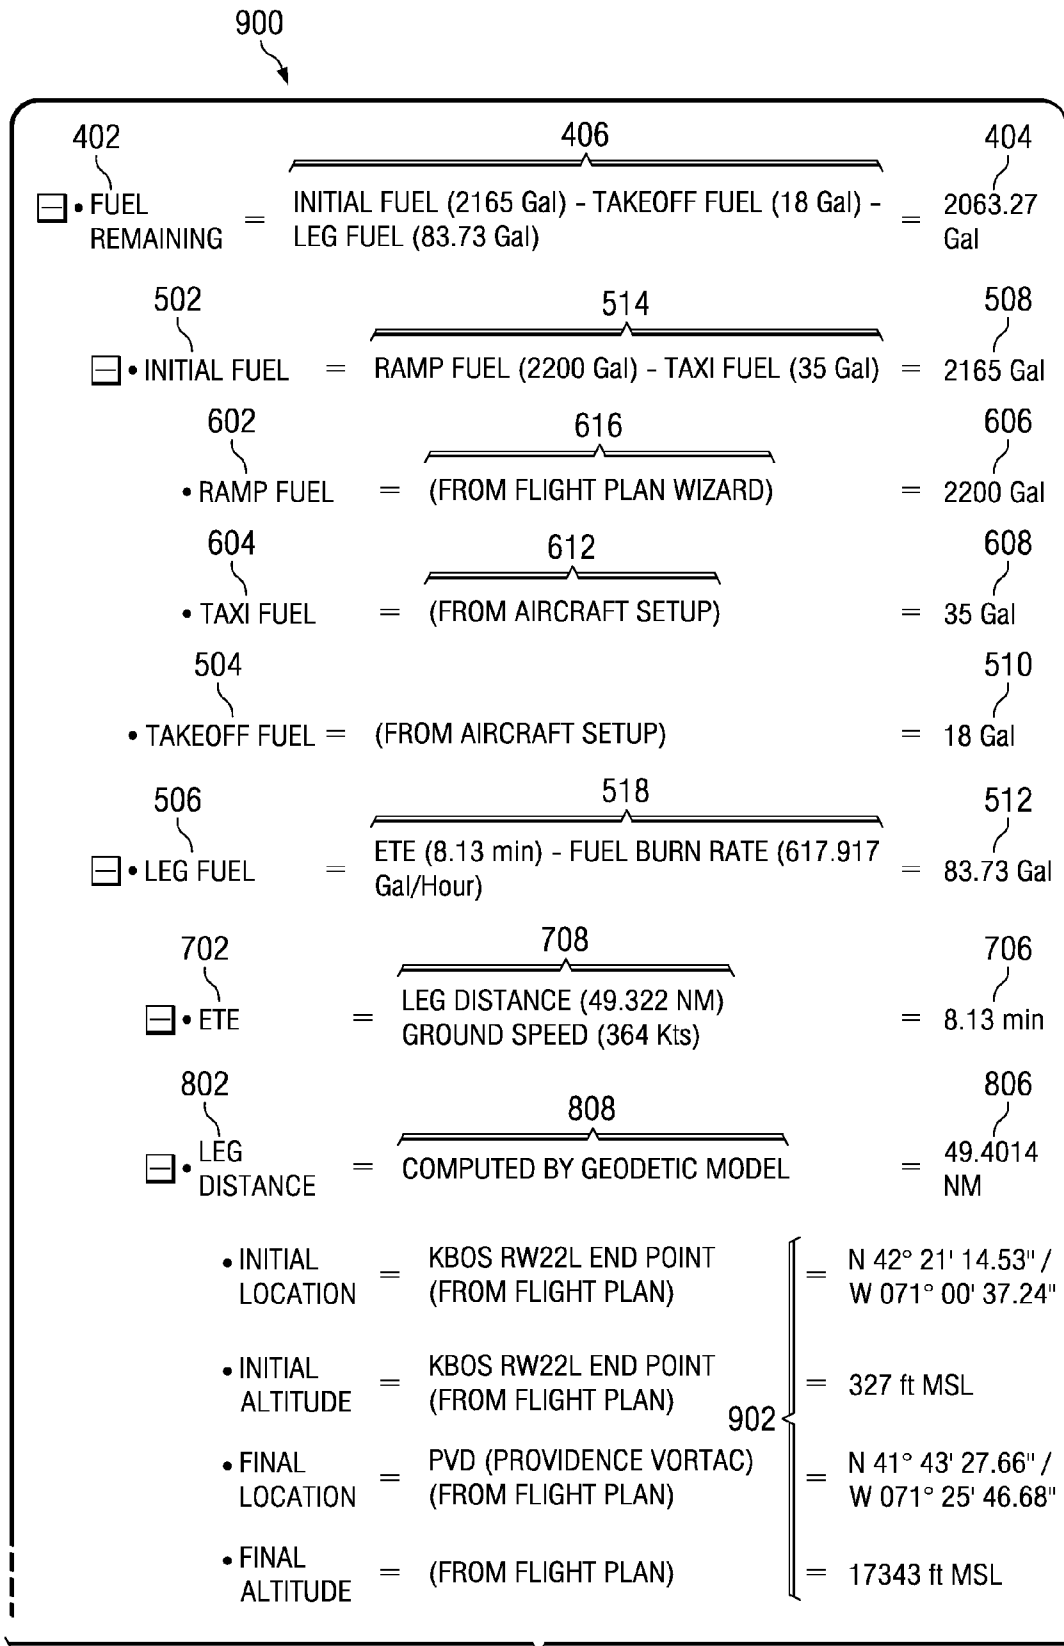 900
402 406 404
• FUEL REMAINING = INITIAL FUEL (2165 Gal) - TAKEOFF FUEL (18 Gal) - LEG FUEL (83.73 Gal) = 2063.27 Gal
502 514 508
• INITIAL FUEL = RAMP FUEL (2200 Gal) - TAXI FUEL (35 Gal) = 2165 Gal
602 616 606
• RAMP FUEL = (FROM FLIGHT PLAN WIZARD) = 2200 Gal
604 612 608
• TAXI FUEL = (FROM AIRCRAFT SETUP) = 35 Gal
504 510
• TAKEOFF FUEL = (FROM AIRCRAFT SETUP) = 18 Gal
506 518 512
• LEG FUEL = ETE (8.13 min) - FUEL BURN RATE (617.917 Gal/Hour) = 83.73 Gal
702 708 706
• ETE = LEG DISTANCE (49.322 NM) GROUND SPEED (364 Kts) = 8.13 min
802 808 806
• LEG DISTANCE = COMPUTED BY GEODETIC MODEL = 49.4014 NM
• INITIAL LOCATION = KBOS RW22L END POINT (FROM FLIGHT PLAN) = N 42° 21' 14.53" / W 071° 00' 37.24"
• INITIAL ALTITUDE = KBOS RW22L END POINT (FROM FLIGHT PLAN) = 327 ft MSL
902
• FINAL LOCATION = PVD (PROVIDENCE VORTAC) (FROM FLIGHT PLAN) = N 41° 43' 27.66" / W 071° 25' 46.68"
• FINAL ALTITUDE = (FROM FLIGHT PLAN) = 17343 ft MSL